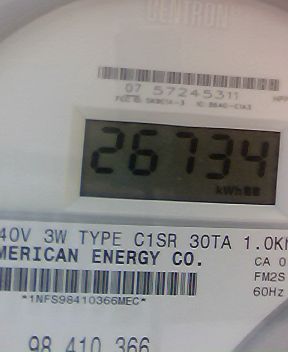 CENTRON
07 57245311
26734
kWh
40V 3W TYPE C1SR 30TA 1.0Kh
MERICAN ENERGY CO.
CA 0
FM2S
60Hz
*1NFS98410366MEC*
98 410 366